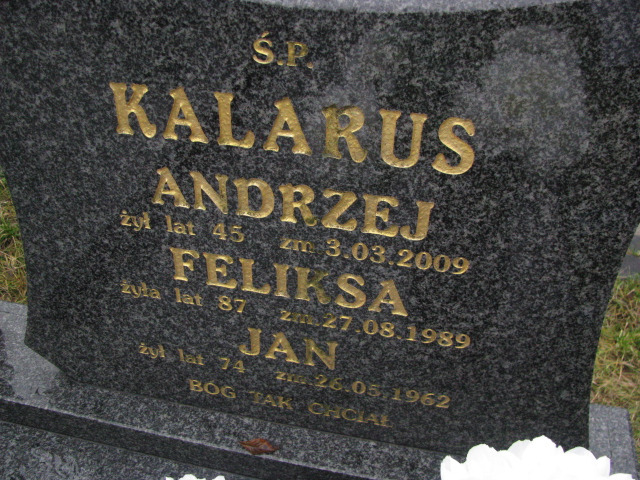 Ś.P.
KALARUS
ANDRZEJ
żył lat 45 zm. 3.03.2009
FELIKSA
żyła lat 87 zm. 27.08.1989
JAN
żył lat 74 zm. 26.05.1962
BÓG TAK CHCIAŁ